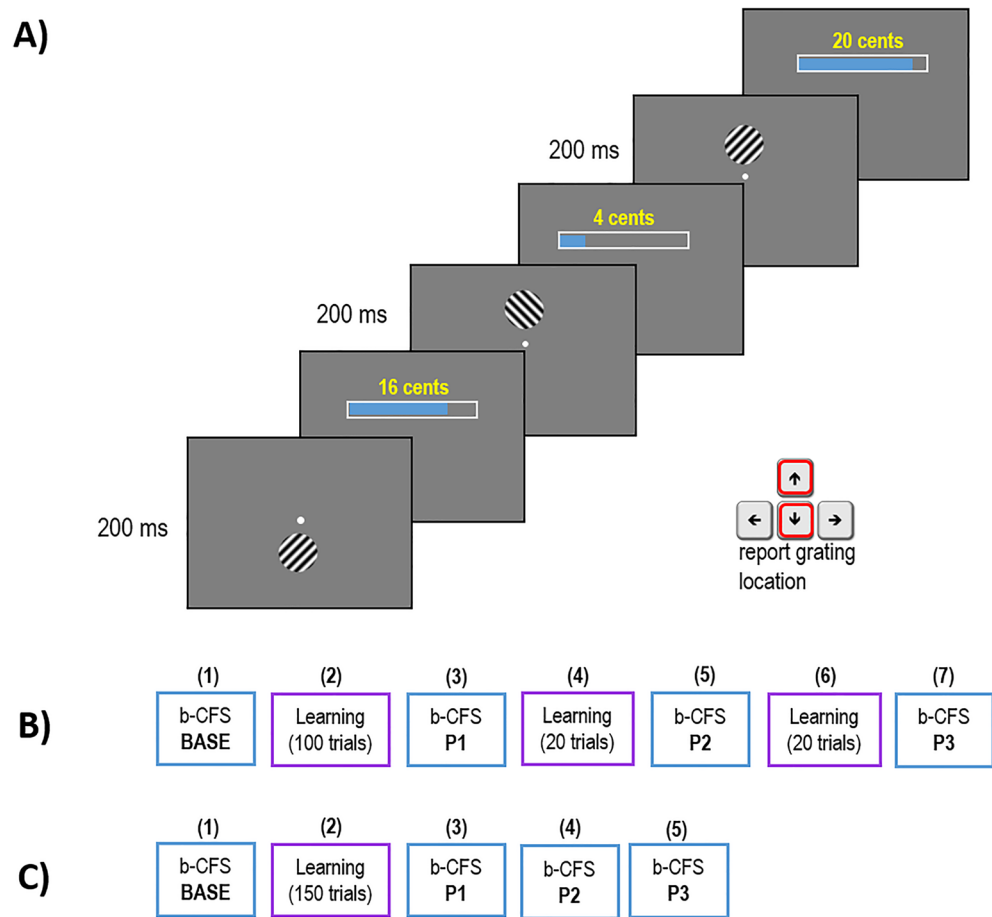 A)
20 cents
200 ms
4 cents
200 ms
16 cents
200 ms
report grating
location
B)
(1) (2) (3) (4) (5) (6) (7)
b-CFS Learning b-CFS Learning b-CFS Learning b-CFS
BASE (100 trials) P1 (20 trials) P2 (20 trials) P3
C)
(1) (2) (3) (4) (5)
b-CFS Learning b-CFS b-CFS b-CFS
BASE (150 trials) P1 P2 P3